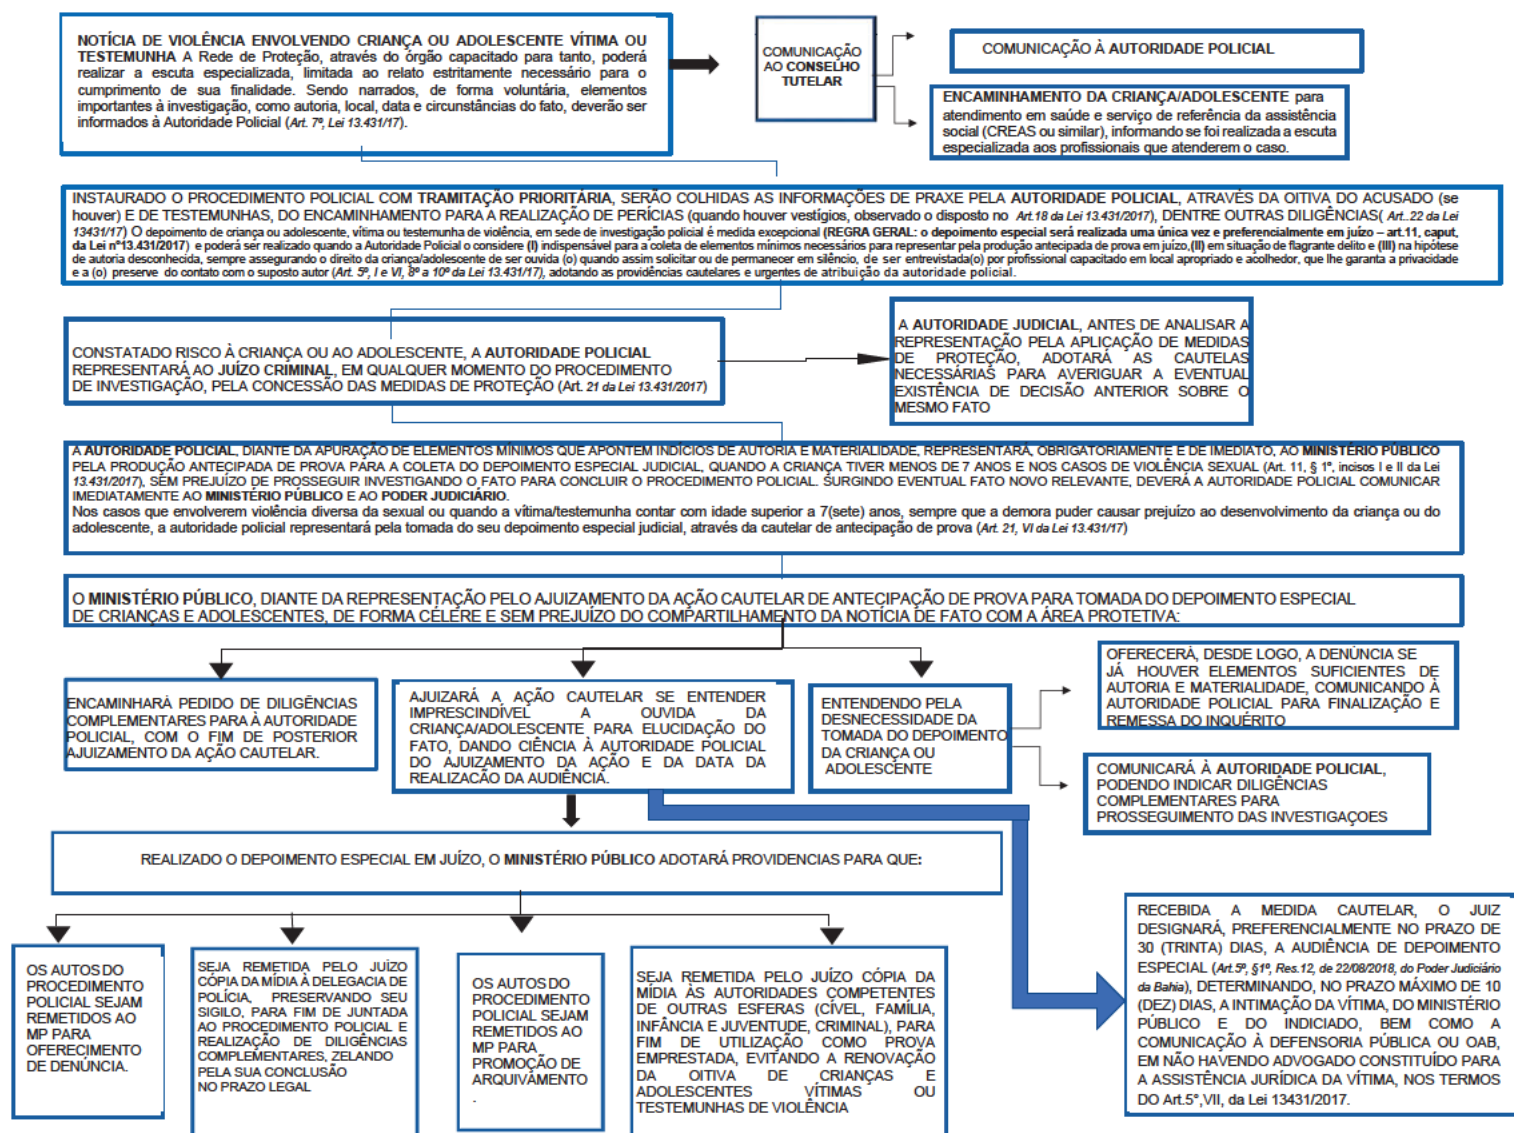 NOTÍCIA DE VIOLÊNCIA ENVOLVENDO CRIANÇA OU ADOLESCENTE VÍTIMA OU
TESTEMUNHA A Rede de Proteção, através do órgão capacitado para tanto, poderá
realizar a escuta especializada, limitada ao relato estritamente necessário para o
cumprimento de sua finalidade. Sendo narrados, de forma voluntária, elementos
importantes à investigação, como autoria, local, data e circunstâncias do fato, deverão ser
informados à Autoridade Policial (Art. 7º, Lei 13.431/17).
COMUNICAÇÃO
AO CONSELHO
TUTELAR
COMUNICAÇÃO À AUTORIDADE POLICIAL
ENCAMINHAMENTO DA CRIANÇA/ADOLESCENTE para
atendimento em saúde e serviço de referência da assistência
social (CREAS ou similar), informando se foi realizada a escuta
especializada aos profissionais que atenderem o caso.
INSTAURADO O PROCEDIMENTO POLICIAL COM TRAMITAÇÃO PRIORITÁRIA, SERÃO COLHIDAS AS INFORMAÇÕES DE PRAXE PELA AUTORIDADE POLICIAL, ATRAVÉS DA OITIVA DO ACUSADO (se
houver) E DE TESTEMUNHAS, DO ENCAMINHAMENTO PARA A REALIZAÇÃO DE PERÍCIAS (quando houver vestígios, observado o disposto no Art.18 da Lei 13.431/2017), DENTRE OUTRAS DILIGÊNCIAS( Art..22 da Lei
13431/17) O depoimento de criança ou adolescente, vítima ou testemunha de violência, em sede de investigação policial é medida excepcional (REGRA GERAL: o depoimento especial será realizada uma única vez e preferencialmente em juízo – art.11, caput,
da Lei nº13.431/2017) e poderá ser realizado quando a Autoridade Policial o considere (I) indispensável para a coleta de elementos mínimos necessários para representar pela produção antecipada de prova em juízo,(II) em situação de flagrante delito e (III) na hipótese
de autoria desconhecida, sempre assegurando o direito da criança/adolescente de ser ouvida (o) quando assim solicitar ou de permanecer em silêncio, de ser entrevistada(o) por profissional capacitado em local apropriado e acolhedor, que lhe garanta a privacidade
e a (o) preserve do contato com o suposto autor (Art. 5º, I e VI, 8º a 10º da Lei 13.431/17), adotando as providências cautelares e urgentes de atribuição da autoridade policial.
CONSTATADO RISCO À CRIANÇA OU AO ADOLESCENTE, A AUTORIDADE POLICIAL
REPRESENTARÁ AO JUÍZO CRIMINAL, EM QUALQUER MOMENTO DO PROCEDIMENTO
DE INVESTIGAÇÃO, PELA CONCESSÃO DAS MEDIDAS DE PROTEÇÃO (Art. 21 da Lei 13.431/2017)
A AUTORIDADE JUDICIAL, ANTES DE ANALISAR A
REPRESENTAÇÃO PELA APLICAÇÃO DE MEDIDAS
DE PROTEÇÃO, ADOTARÁ AS CAUTELAS
NECESSÁRIAS PARA AVERIGUAR A EVENTUAL
EXISTÊNCIA DE DECISÃO ANTERIOR SOBRE O
MESMO FATO
A AUTORIDADE POLICIAL, DIANTE DA APURAÇÃO DE ELEMENTOS MÍNIMOS QUE APONTEM INDÍCIOS DE AUTORIA E MATERIALIDADE, REPRESENTARÁ, OBRIGATORIAMENTE E DE IMEDIATO, AO MINISTÉRIO PÚBLICO
PELA PRODUÇÃO ANTECIPADA DE PROVA PARA A COLETA DO DEPOIMENTO ESPECIAL JUDICIAL, QUANDO A CRIANÇA TIVER MENOS DE 7 ANOS E NOS CASOS DE VIOLÊNCIA SEXUAL (Art. 11, § 1º, incisos I e II da Lei
13.431/2017), SEM PREJUÍZO DE PROSSEGUIR INVESTIGANDO O FATO PARA CONCLUIR O PROCEDIMENTO POLICIAL. SURGINDO EVENTUAL FATO NOVO RELEVANTE, DEVERÁ A AUTORIDADE POLICIAL COMUNICAR
IMEDIATAMENTE AO MINISTÉRIO PÚBLICO E AO PODER JUDICIÁRIO.
Nos casos que envolverem violência diversa da sexual ou quando a vítima/testemunha contar com idade superior a 7(sete) anos, sempre que a demora puder causar prejuízo ao desenvolvimento da criança ou do
adolescente, a autoridade policial representará pela tomada do seu depoimento especial judicial, através da cautelar de antecipação de prova (Art. 21, VI da Lei 13.431/17)
O MINISTÉRIO PÚBLICO, DIANTE DA REPRESENTAÇÃO PELO AJUIZAMENTO DA AÇÃO CAUTELAR DE ANTECIPAÇÃO DE PROVA PARA TOMADA DO DEPOIMENTO ESPECIAL
DE CRIANÇAS E ADOLESCENTES, DE FORMA CÉLERE E SEM PREJUÍZO DO COMPARTILHAMENTO DA NOTÍCIA DE FATO COM A ÁREA PROTETIVA:
ENCAMINHARÁ PEDIDO DE DILIGÊNCIAS
COMPLEMENTARES PARA À AUTORIDADE
POLICIAL, COM O FIM DE POSTERIOR
AJUIZAMENTO DA AÇÃO CAUTELAR.
AJUIZARÁ A AÇÃO CAUTELAR SE ENTENDER
IMPRESCINDÍVEL A OUVIDA DA
CRIANÇA/ADOLESCENTE PARA ELUCIDAÇÃO DO
FATO, DANDO CIÊNCIA À AUTORIDADE POLICIAL
DO AJUIZAMENTO DA AÇÃO E DA DATA DA
REALIZACÃO DA AUDIÊNCIA.
ENTENDENDO PELA
DESNECESSIDADE DA
TOMADA DO DEPOIMENTO
DA CRIANÇA OU
ADOLESCENTE
OFERECERÁ, DESDE LOGO, A DENÚNCIA SE
JÁ HOUVER ELEMENTOS SUFICIENTES DE
AUTORIA E MATERIALIDADE, COMUNICANDO À
AUTORIDADE POLICIAL PARA FINALIZAÇÃO E
REMESSA DO INQUÉRITO
COMUNICARÁ À AUTORIDADE POLICIAL,
PODENDO INDICAR DILIGÊNCIAS
COMPLEMENTARES PARA
PROSSEGUIMENTO DAS INVESTIGAÇOES
REALIZADO O DEPOIMENTO ESPECIAL EM JUÍZO, O MINISTÉRIO PÚBLICO ADOTARÁ PROVIDENCIAS PARA QUE:
OS AUTOS DO
PROCEDIMENTO
POLICIAL SEJAM
REMETIDOS AO
MP PARA
OFERECIMENTO
DE DENÚNCIA.
SEJA REMETIDA PELO JUÍZO
CÓPIA DA MÍDIA À DELEGACIA DE
POLÍCIA, PRESERVANDO SEU
SIGILO, PARA FIM DE JUNTADA
AO PROCEDIMENTO POLICIAL E
REALIZAÇÃO DE DILIGÊNCIAS
COMPLEMENTARES, ZELANDO
PELA SUA CONCLUSÃO
NO PRAZO LEGAL
OS AUTOS DO
PROCEDIMENTO
POLICIAL SEJAM
REMETIDOS AO
MP PARA
PROMOÇÃO DE
ARQUIVAMENTO
.
SEJA REMETIDA PELO JUÍZO CÓPIA DA
MÍDIA ÀS AUTORIDADES COMPETENTES
DE OUTRAS ESFERAS (CÍVEL, FAMÍLIA,
INFÂNCIA E JUVENTUDE, CRIMINAL), PARA
FIM DE UTILIZAÇÃO COMO PROVA
EMPRESTADA, EVITANDO A RENOVAÇÃO
DA OITIVA DE CRIANÇAS E
ADOLESCENTES VÍTIMAS OU
TESTEMUNHAS DE VIOLÊNCIA
RECEBIDA A MEDIDA CAUTELAR, O JUIZ
DESIGNARÁ, PREFERENCIALMENTE NO PRAZO DE
30 (TRINTA) DIAS, A AUDIÊNCIA DE DEPOIMENTO
ESPECIAL (Art.5º, §1º, Res.12, de 22/08/2018, do Poder Judiciário
da Bahia), DETERMINANDO, NO PRAZO MÁXIMO DE 10
(DEZ) DIAS, A INTIMAÇÃO DA VÍTIMA, DO MINISTÉRIO
PÚBLICO E DO INDICIADO, BEM COMO A
COMUNICAÇÃO À DEFENSORIA PÚBLICA OU OAB,
EM NÃO HAVENDO ADVOGADO CONSTITUÍDO PARA
A ASSISTÊNCIA JURÍDICA DA VÍTIMA, NOS TERMOS
DO Art.5°,VII, da Lei 13431/2017.